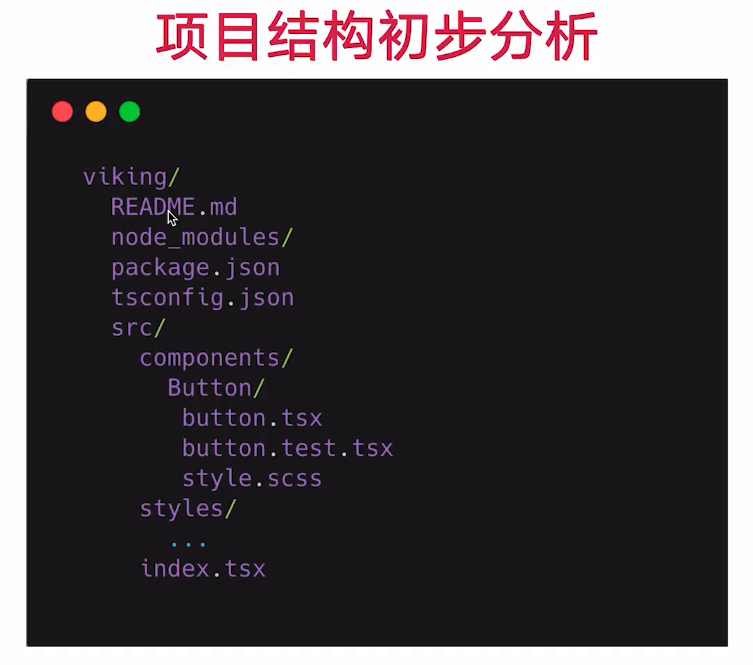 项目结构初步分析
viking/
README.md
node_modules/
package.json
tsconfig.json
src/
components/
Button/
button.tsx
button.test.tsx
style.scss
styles/
...
index.tsx